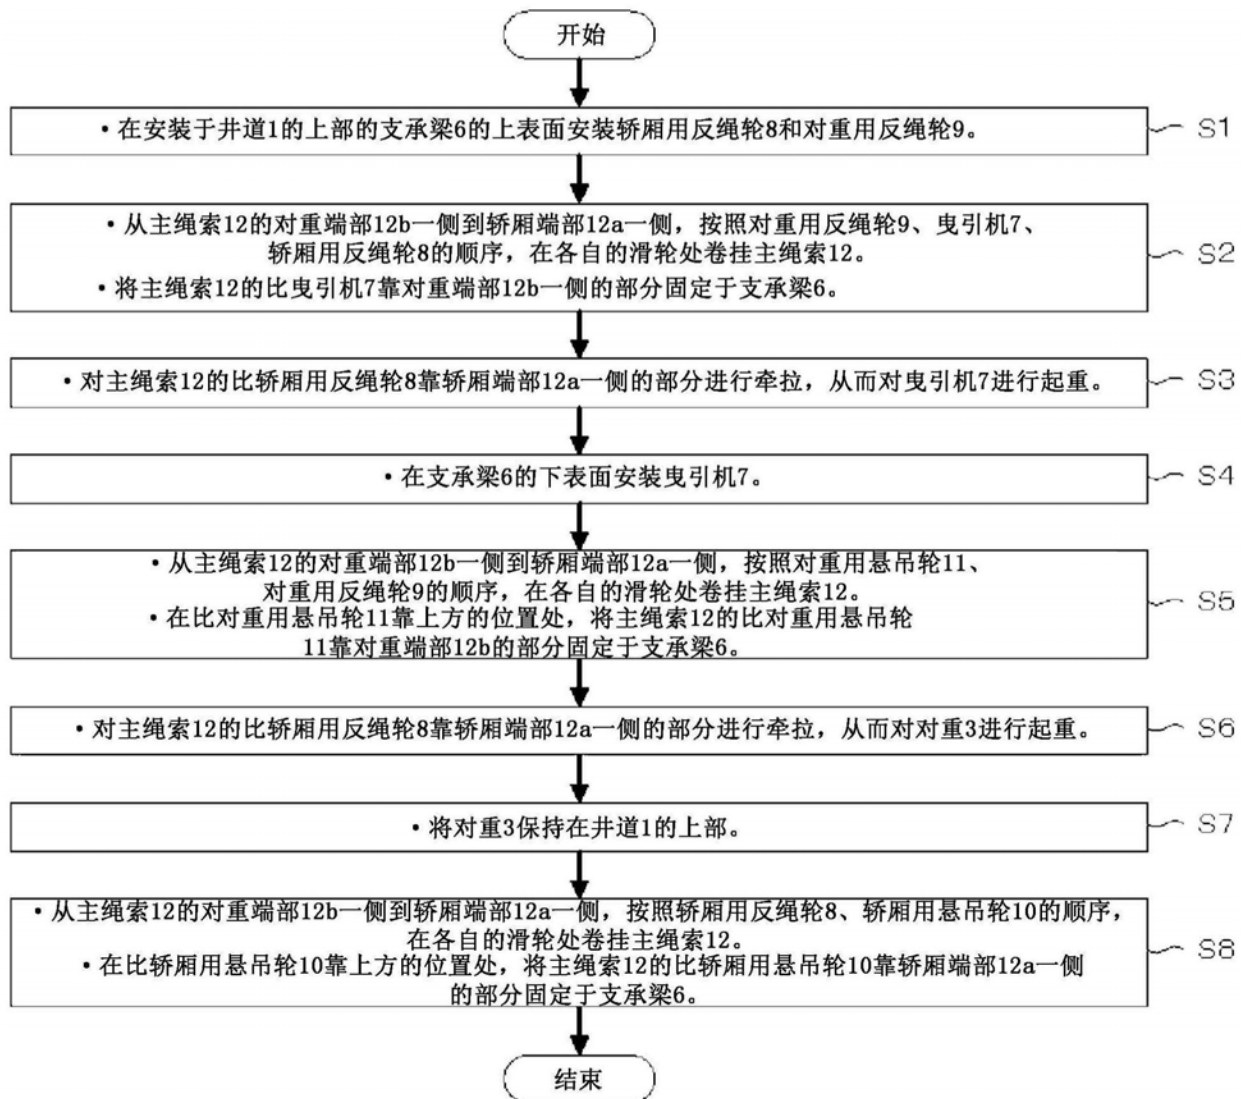 开始
• 在安装于井道1的上部的支承梁6的上表面安装轿厢用反绳轮8和对重用反绳轮9。
S1
• 从主绳索12的对重端部12b一侧到轿厢端部12a一侧，按照对重用反绳轮9、曳引机7、
轿厢用反绳轮8的顺序，在各自的滑轮处卷挂主绳索12。
• 将主绳索12的比曳引机7靠对重端部12b一侧的部分固定于支承梁6。
S2
• 对主绳索12的比轿厢用反绳轮8靠轿厢端部12a一侧的部分进行牵拉，从而对曳引机7进行起重。
S3
• 在支承梁6的下表面安装曳引机7。
S4
• 从主绳索12的对重端部12b一侧到轿厢端部12a一侧，按照对重用悬吊轮11、
对重用反绳轮9的顺序，在各自的滑轮处卷挂主绳索12。
• 在比对重用悬吊轮11靠上方的位置处，将主绳索12的比对重用悬吊轮
11靠对重端部12b的部分固定于支承梁6。
S5
• 对主绳索12的比轿厢用反绳轮8靠轿厢端部12a一侧的部分进行牵拉，从而对对重3进行起重。
S6
• 将对重3保持在井道1的上部。
S7
• 从主绳索12的对重端部12b一侧到轿厢端部12a一侧，按照轿厢用反绳轮8、轿厢用悬吊轮10的顺序，
在各自的滑轮处卷挂主绳索12。
• 在比轿厢用悬吊轮10靠上方的位置处，将主绳索12的比轿厢用悬吊轮10靠轿厢端部12a一侧
的部分固定于支承梁6。
S8
结束